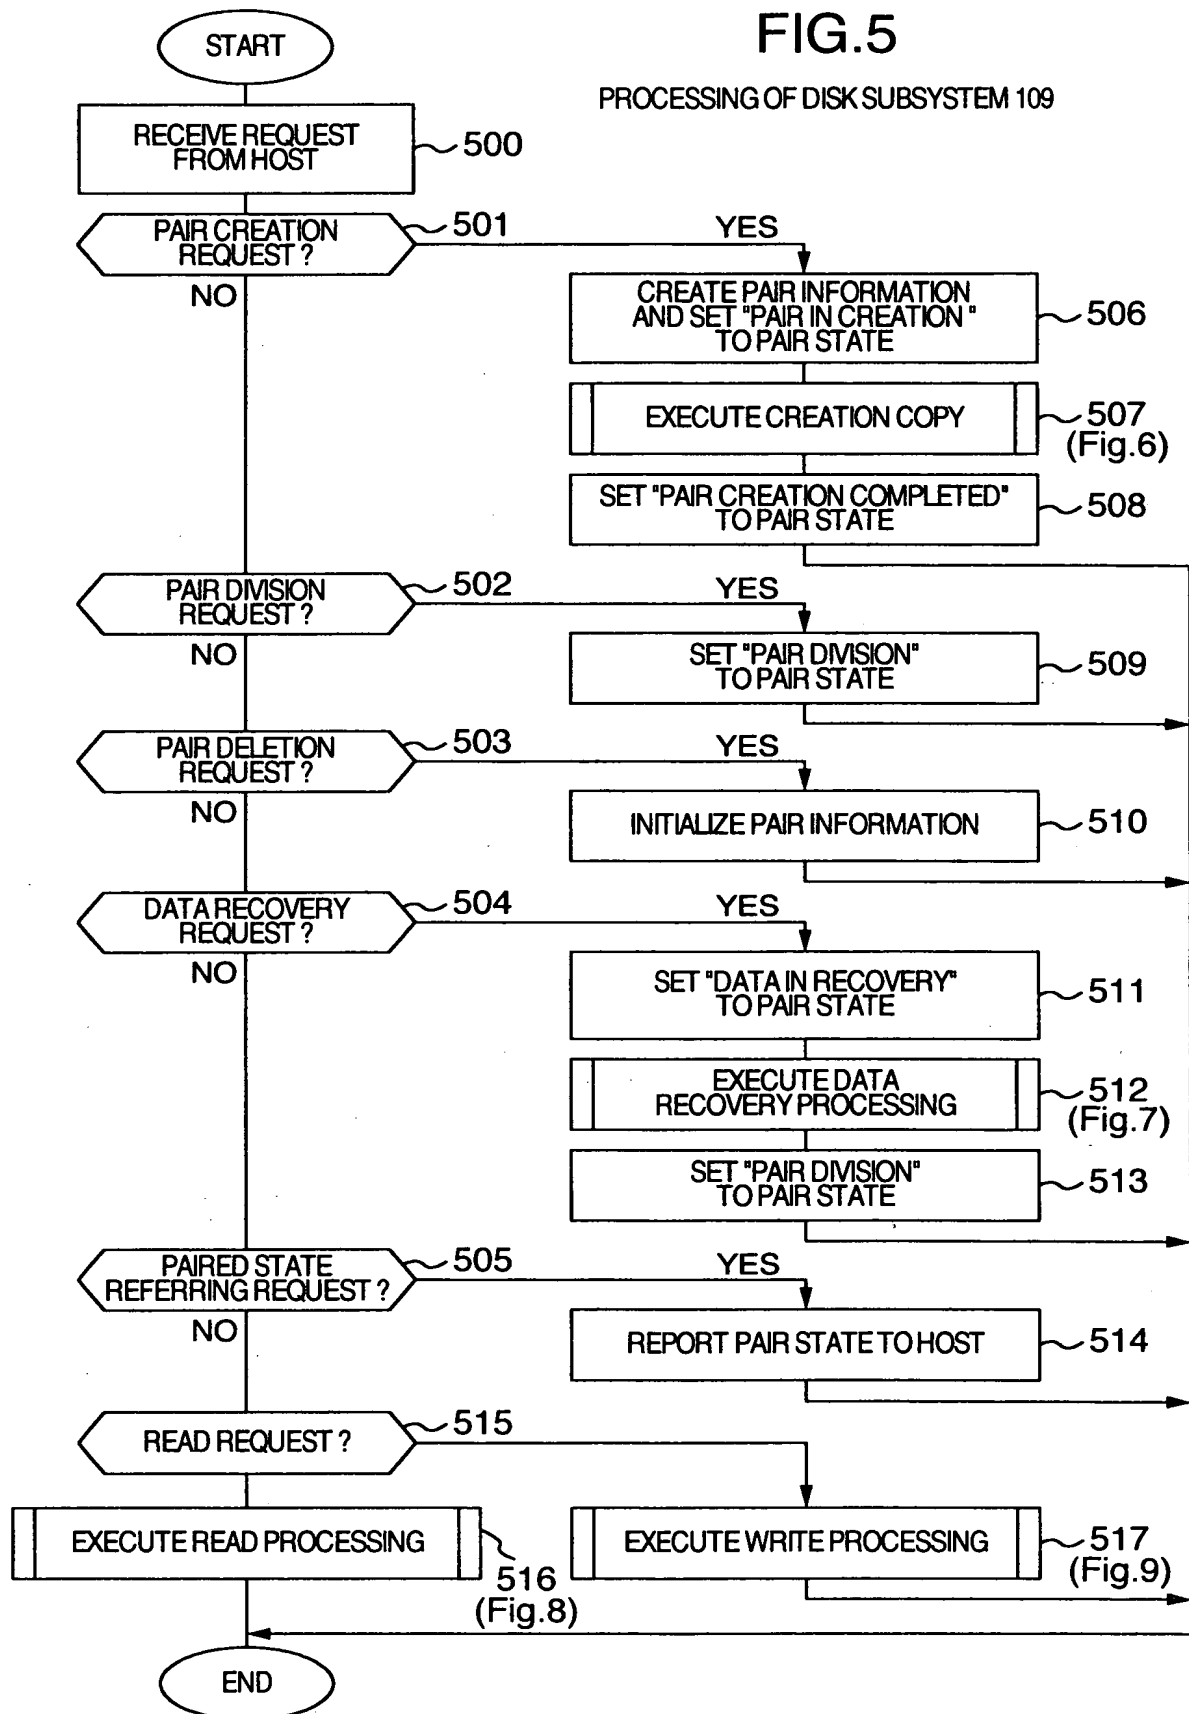 FIG.5
PROCESSING OF DISK SUBSYSTEM 109
START
RECEIVE REQUEST
FROM HOST
500
PAIR CREATION
REQUEST ?
501
YES
NO
CREATE PAIR INFORMATION
AND SET "PAIR IN CREATION "
TO PAIR STATE
506
EXECUTE CREATION COPY
507
(Fig.6)
SET "PAIR CREATION COMPLETED"
TO PAIR STATE
508
PAIR DIVISION
REQUEST ?
502
YES
NO
SET "PAIR DIVISION"
TO PAIR STATE
509
PAIR DELETION
REQUEST ?
503
YES
NO
INITIALIZE PAIR INFORMATION
510
DATA RECOVERY
REQUEST ?
504
YES
NO
SET "DATA IN RECOVERY"
TO PAIR STATE
511
EXECUTE DATA
RECOVERY PROCESSING
512
(Fig.7)
SET "PAIR DIVISION"
TO PAIR STATE
513
PAIRED STATE
REFERRING REQUEST ?
505
YES
NO
REPORT PAIR STATE TO HOST
514
READ REQUEST ?
515
EXECUTE READ PROCESSING
516
(Fig.8)
EXECUTE WRITE PROCESSING
517
(Fig.9)
END